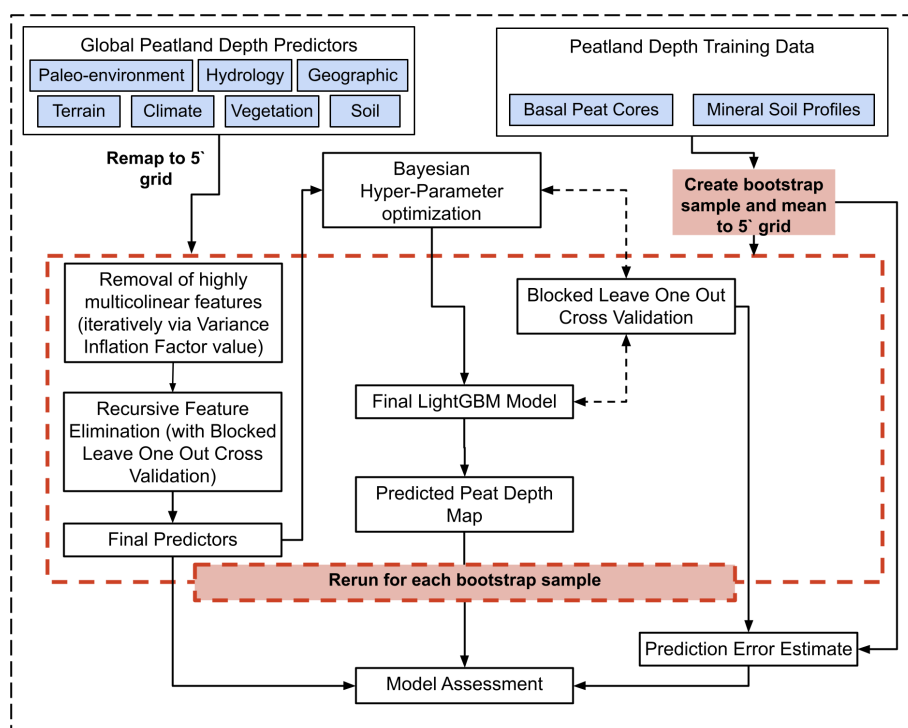 Global Peatland Depth Predictors
Paleo-environment
Hydrology
Geographic
Terrain
Climate
Vegetation
Soil
Peatland Depth Training Data
Basal Peat Cores
Mineral Soil Profiles
Remap to 5`
grid
Bayesian
Hyper-Parameter
optimization
Create bootstrap
sample and mean
to 5` grid
Removal of highly
multicolinear features
(iteratively via Variance
Inflation Factor value)
Blocked Leave One Out
Cross Validation
Recursive Feature
Elimination (with Blocked
Leave One Out Cross
Validation)
Final LightGBM Model
Predicted Peat Depth
Map
Final Predictors
Rerun for each bootstrap sample
Prediction Error Estimate
Model Assessment